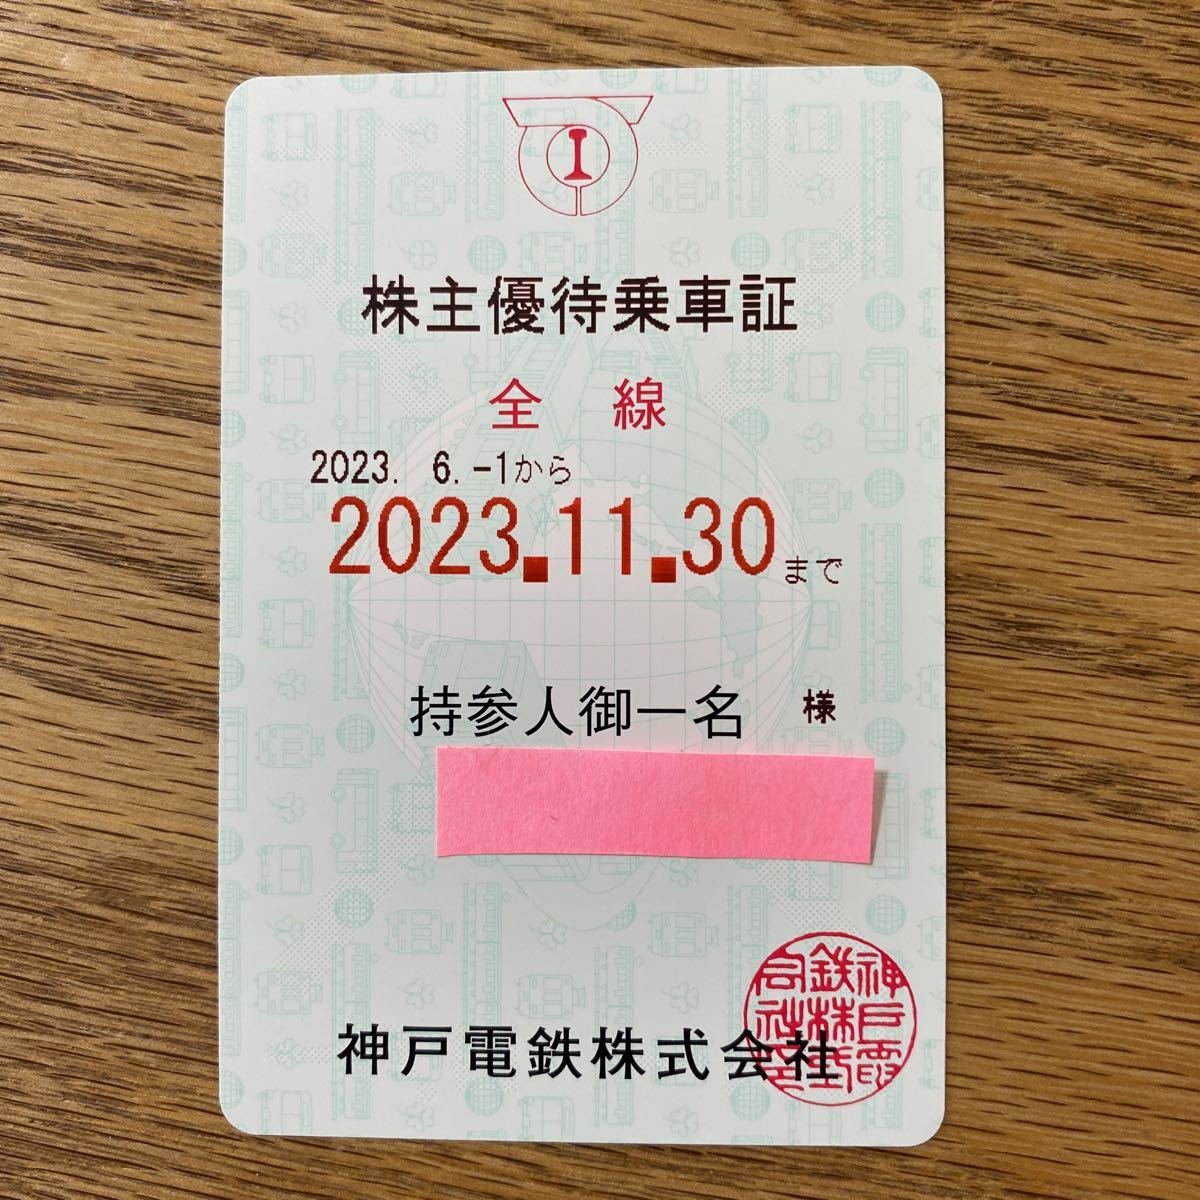 株主優待乗車証
全線
2023. 6.-1から
2023.11.30まで
持参人御一名 様
神戸電鉄株式会社